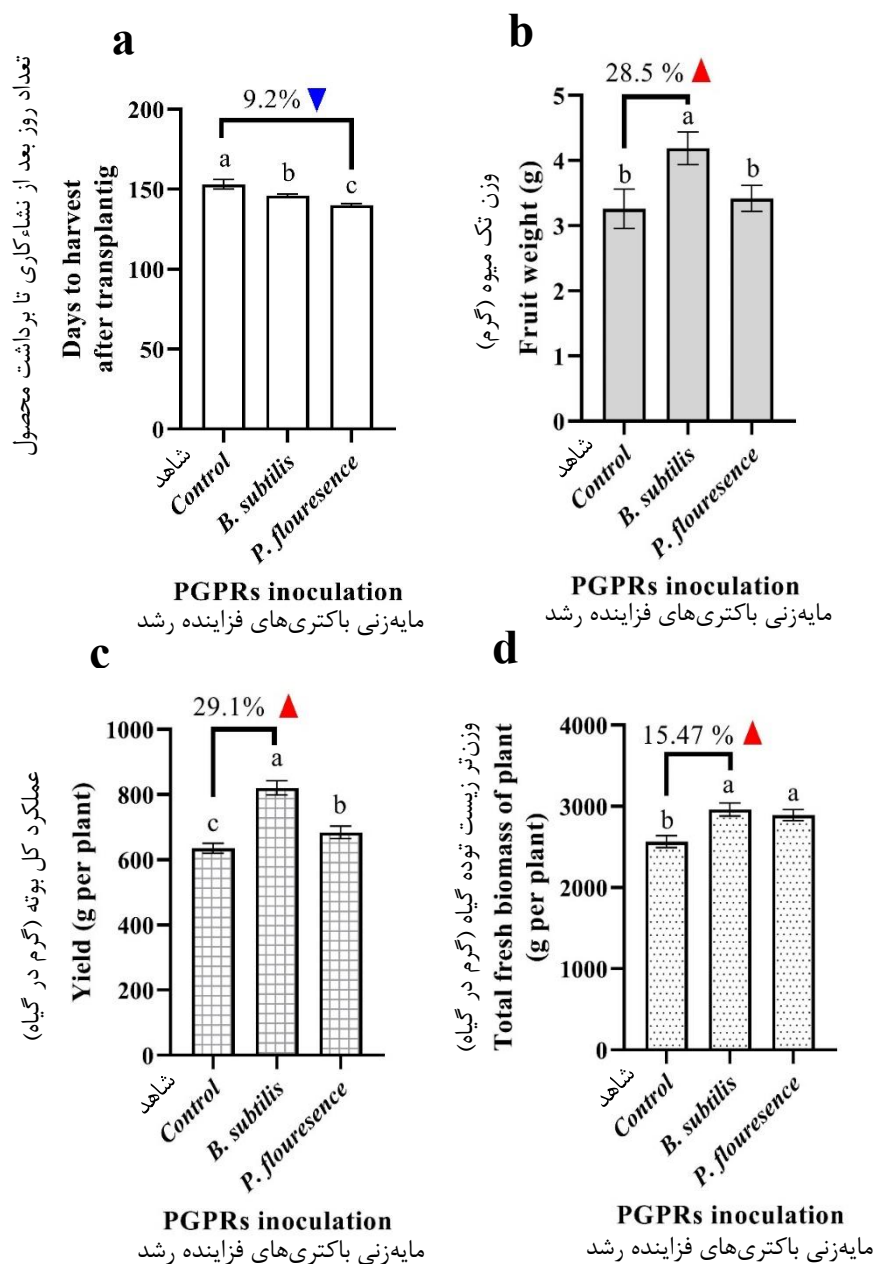 a
تعداد روز بعد از نشاءکاری تا برداشت محصول
Days to harvest
after transplantig
9.2%
200
150
100
50
0
a
b
c
شاهد
Control
B. subtilis
P. flouresence
PGPRs inoculation
مایه‌زنی باکتری‌های فزاینده رشد
b
وزن تک میوه (گرم)
Fruit weight (g)
28.5 %
5
4
3
2
1
0
b
a
b
شاهد
Control
B. subtilis
P. flouresence
PGPRs inoculation
مایه‌زنی باکتری‌های فزاینده رشد
c
عملکرد کل بوته (گرم در گیاه)
Yield (g per plant)
29.1%
1000
800
600
400
200
0
c
a
b
شاهد
Control
B. subtilis
P. flouresence
PGPRs inoculation
مایه‌زنی باکتری‌های فزاینده رشد
d
وزن‌تر زیست توده گیاه (گرم در گیاه)
Total fresh biomass of plant
(g per plant)
15.47 %
4000
3000
2000
1000
0
b
a
a
شاهد
Control
B. subtilis
P. flouresence
PGPRs inoculation
مایه‌زنی باکتری‌های فزاینده رشد